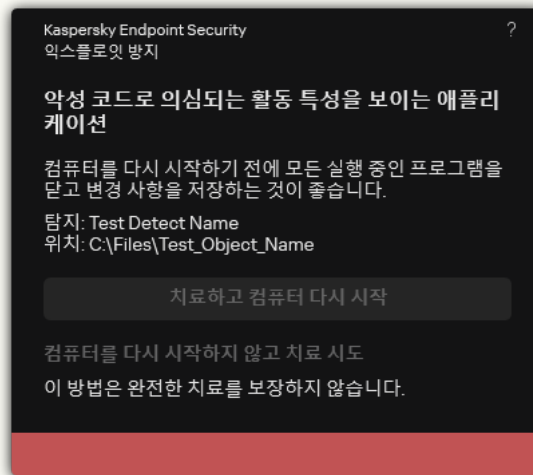 Kaspersky Endpoint Security
?
익스플로잇 방지
악성 코드로 의심되는 활동 특성을 보이는 애플리
케이션
컴퓨터를 다시 시작하기 전에 모든 실행 중인 프로그램을
닫고 변경 사항을 저장하는 것이 좋습니다.
탐지: Test Detect Name
위치: C:\Files\Test_Object_Name
치료하고 컴퓨터 다시 시작
컴퓨터를 다시 시작하지 않고 치료 시도
이 방법은 완전한 치료를 보장하지 않습니다.